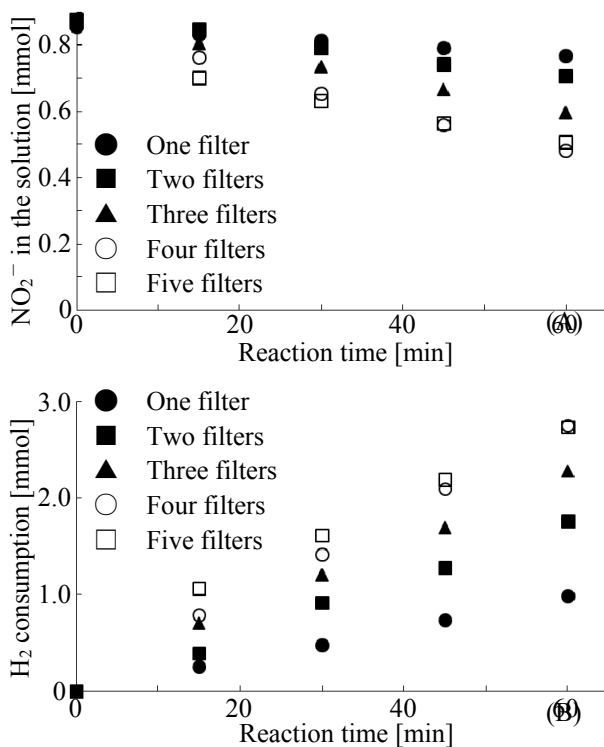 NO₂⁻ in the solution [mmol]
0.8
0.6
0.4
0.2
0
One filter
Two filters
Three filters
Four filters
Five filters
0
20
40
60
(A)
Reaction time [min]
H₂ consumption [mmol]
3.0
2.0
1.0
0
One filter
Two filters
Three filters
Four filters
Five filters
0
20
40
60
(B)
Reaction time [min]